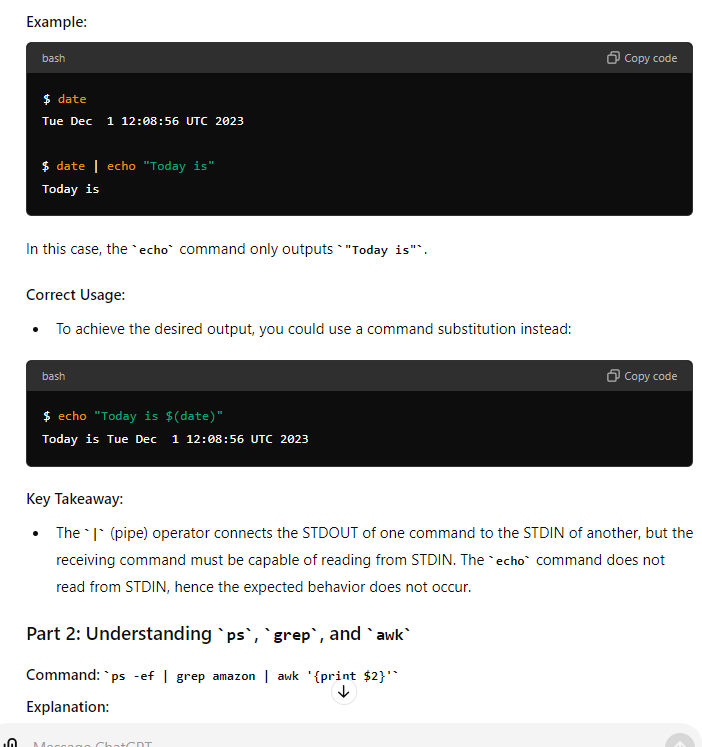 Example:
bash Copy code
$ date
Tue Dec  1 12:08:56 UTC 2023
$ date | echo "Today is"
Today is
In this case, the `echo` command only outputs `"Today is"`.
Correct Usage:
• To achieve the desired output, you could use a command substitution instead:
bash Copy code
$ echo "Today is $(date)"
Today is Tue Dec  1 12:08:56 UTC 2023
Key Takeaway:
• The `|` (pipe) operator connects the STDOUT of one command to the STDIN of another, but the
receiving command must be capable of reading from STDIN. The `echo` command does not
read from STDIN, hence the expected behavior does not occur.
Part 2: Understanding `ps`, `grep`, and `awk`
Command: `ps -ef | grep amazon | awk '{print $2}'`
Explanation:
Message ChatGPT